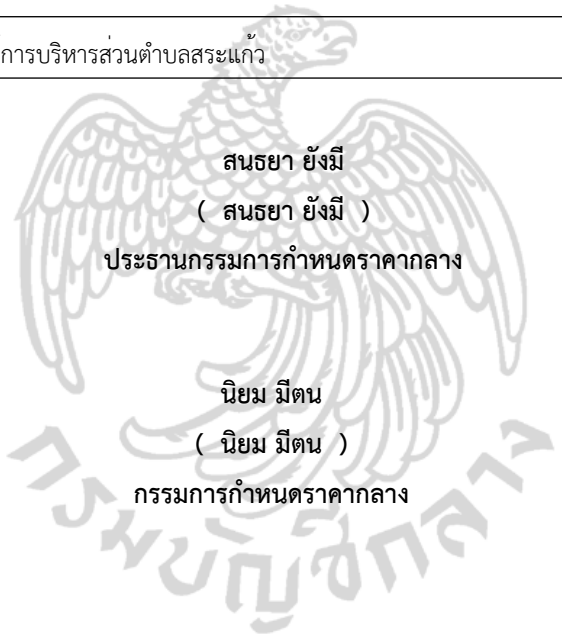 การบริหารส่วนตำบลสระแก้ว
สนธยา ยังมี
( สนธยา ยังมี )
ประธานกรรมการกำหนดราคากลาง
นิยม มีตน
( นิยม มีตน )
กรรมการกำหนดราคากลาง
กรมบัญชีกลาง